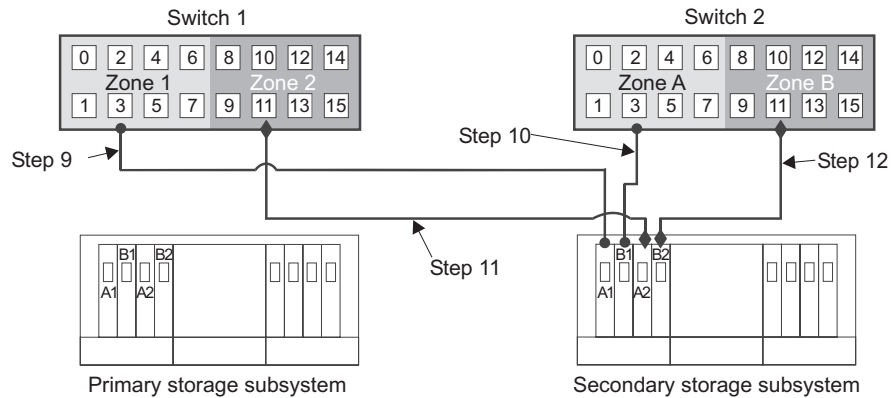 Switch 1
Switch 2
0 2 4 6 8 10 12 14
Zone 1 Zone 2
1 3 5 7 9 11 13 15
0 2 4 6 8 10 12 14
Zone A Zone B
1 3 5 7 9 11 13 15
Step 9
Step 10
Step 12
Step 11
B1 B2
A1 A2
B1 B2
A1 A2
Primary storage subsystem
Secondary storage subsystem